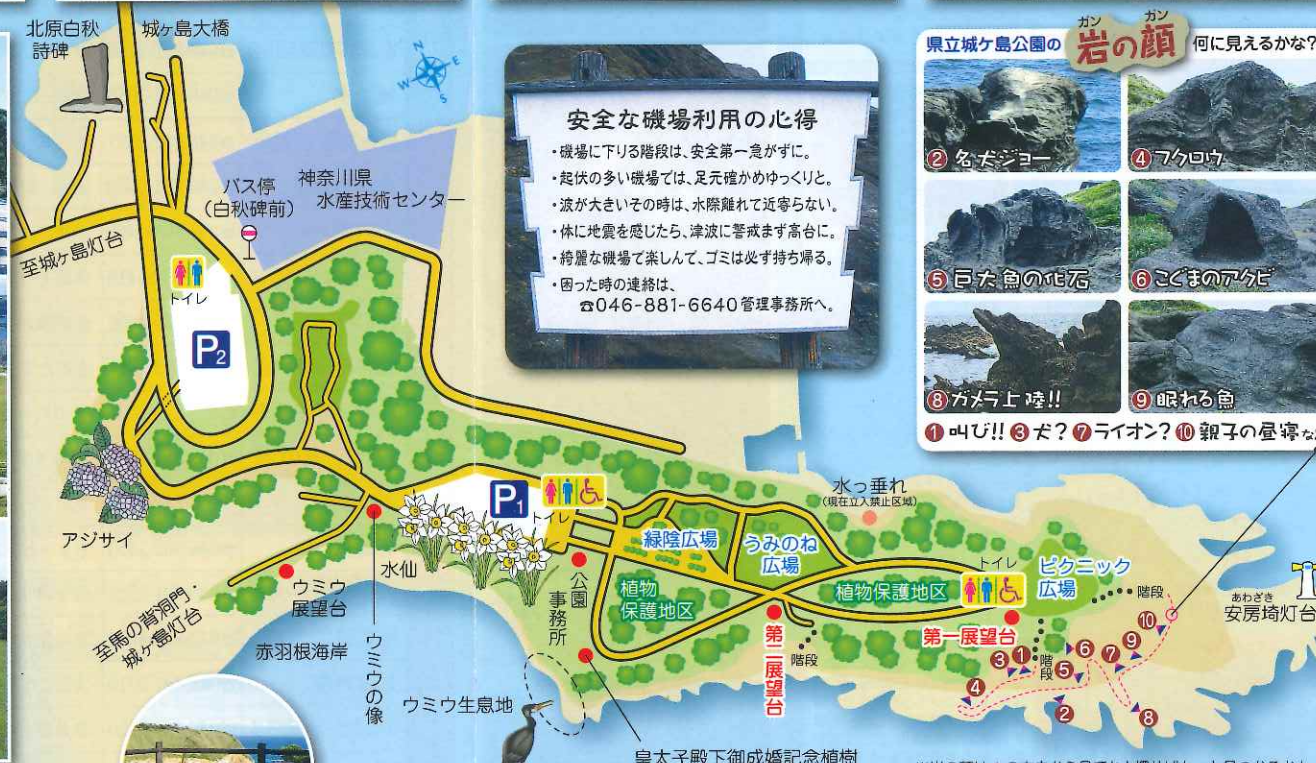 北原白秋
詩碑
城ヶ島大橋
N
E
S
W
バス停
(白秋碑前)
神奈川県
水産技術センター
至城ヶ島灯台
トイレ
P2
アジサイ
安全な磯場利用の心得
・磯場に下りる階段は、安全第一急がずに。
・起伏の多い磯場では、足元確かめゆっくりと。
・波が大きいその時は、水際離れて近寄らない。
・体に地震を感じたら、津波に警戒まず高台に。
・綺麗な磯場で楽しんで、ゴミは必ず持ち帰る。
・困った時の連絡は、
☎046-881-6640管理事務所へ。
県立城ケ島公園の
ガン ガン
岩の顔
何に見えるかな?
②名犬ジョー
④フクロウ
⑤巨大魚の化石
⑥こぐまのアクビ
⑧ガメラ上陸!!
⑨眠れる魚
①叫び!!③犬?⑦ライオン?⑩親子の昼寝
P1
トイレ
水仙
ウミウ
展望台
至馬の背洞門・
城ヶ島灯台
赤羽根海岸
ウミウの像
ウミウ生息地
公園
事務所
緑陰広場
うみのね
広場
植物
保護地区
植物保護地区
水っ垂れ
(現在立入禁止区域)
トイレ
ピクニック
広場
階段
第二展望台
階段
第一展望台
階段
あわざき
安房埼灯台
①
②
③
④
⑤
⑥
⑦
⑧
⑨
⑩
皇太子殿下御成婚記念植樹